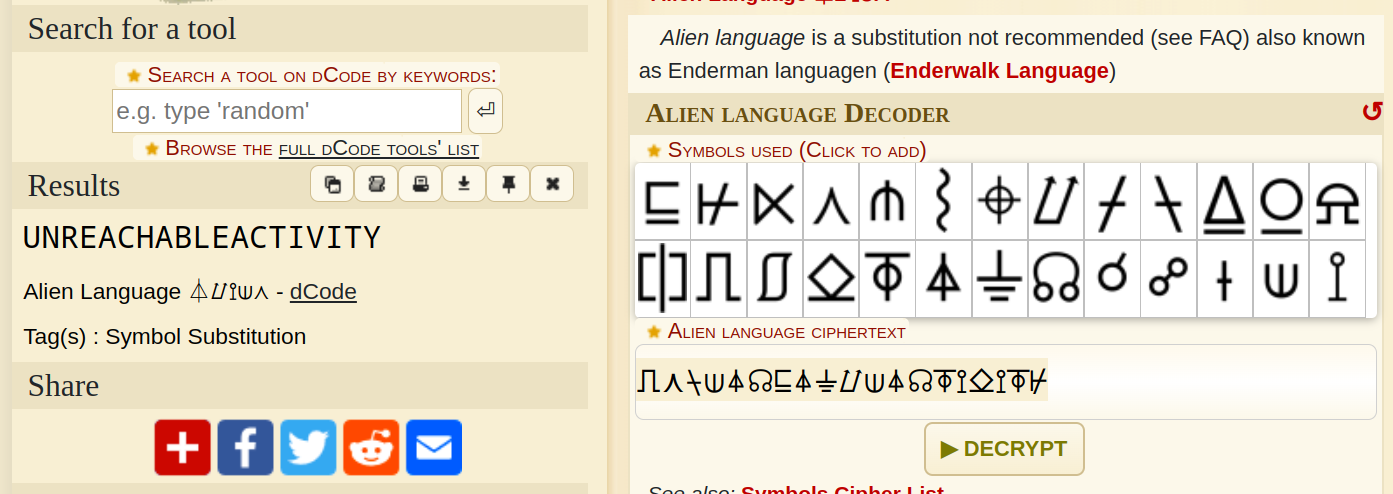 Search for a tool
★ Search a tool on dCode by keywords:
e.g. type 'random'
★ Browse the full dCode tools' list
Results
UNREACHABLEACTIVITY
Alien Language - dCode
Tag(s) : Symbol Substitution
Share
Alien language is a substitution not recommended (see FAQ) also known
as Enderman languagen (Enderwalk Language)
Alien language Decoder
★ Symbols used (Click to add)
★ Alien language ciphertext
▶ DECRYPT
See also: Symbols Cipher List